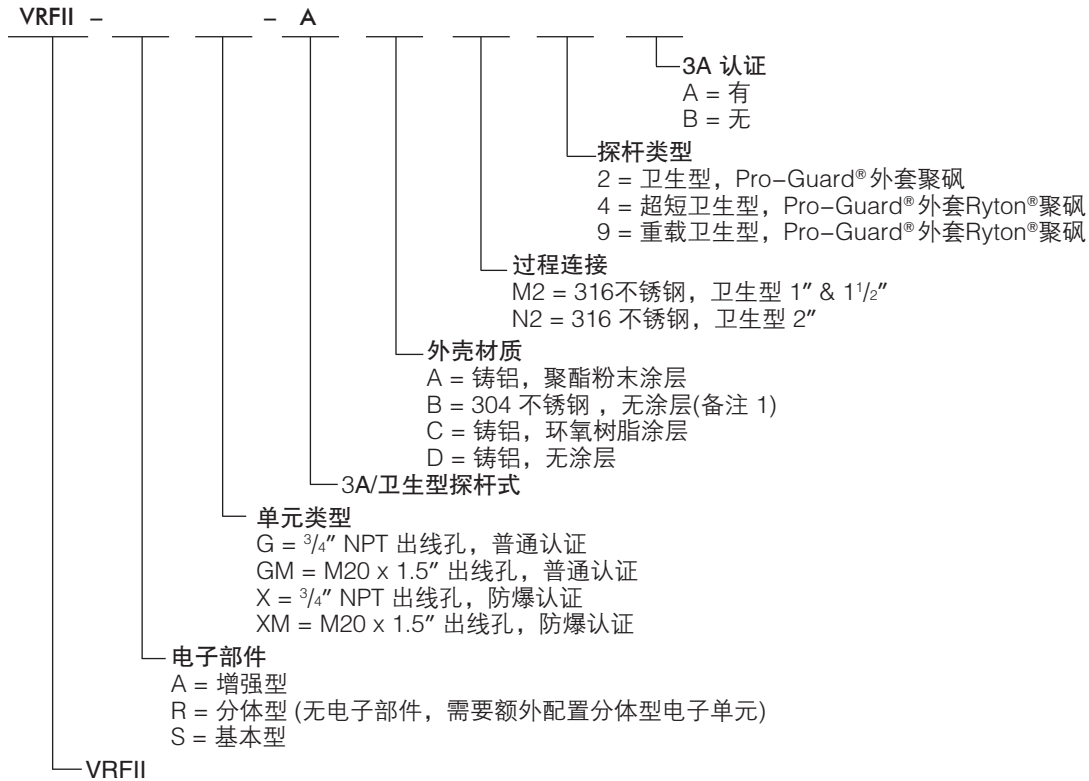 VRFII – – A
3A 认证
A = 有
B = 无
探杆类型
2 = 卫生型，Pro–Guard®外套聚砜
4 = 超短卫生型，Pro–Guard®外套Ryton®聚砜
9 = 重载卫生型，Pro–Guard®外套Ryton®聚砜
过程连接
M2 = 316不锈钢，卫生型 1″ & 1¹/₂″
N2 = 316 不锈钢，卫生型 2″
外壳材质
A = 铸铝，聚酯粉末涂层
B = 304 不锈钢 ，无涂层(备注 1)
C = 铸铝，环氧树脂涂层
D = 铸铝，无涂层
3A/卫生型探杆式
单元类型
G = ³/₄″ NPT 出线孔，普通认证
GM = M20 x 1.5″ 出线孔，普通认证
X = ³/₄″ NPT 出线孔，防爆认证
XM = M20 x 1.5″ 出线孔，防爆认证
电子部件
A = 增强型
R = 分体型 (无电子部件，需要额外配置分体型电子单元)
S = 基本型
VRFII